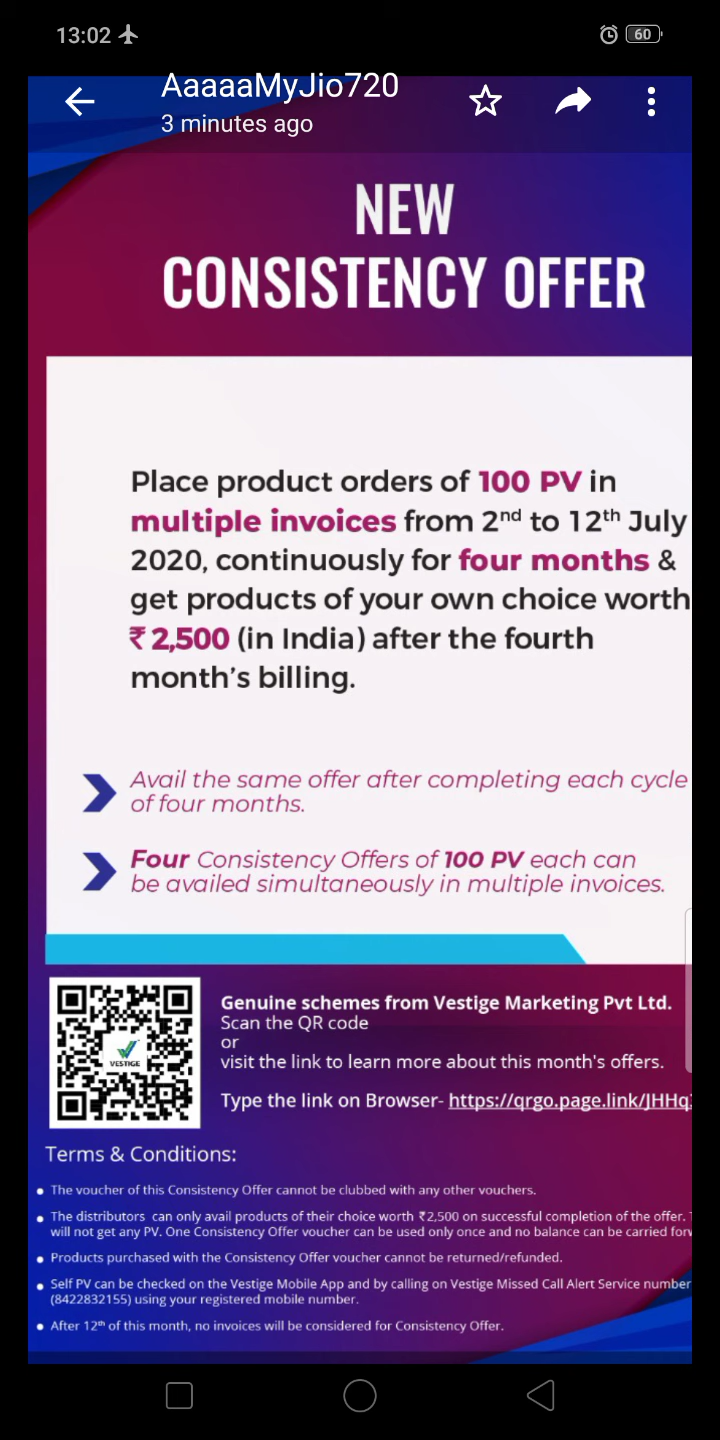 13:02
60
AaaaaMyJio720
3 minutes ago
NEW
CONSISTENCY OFFER
Place product orders of 100 PV in
multiple invoices from 2nd to 12th July
2020, continuously for four months &
get products of your own choice worth
₹ 2,500 (in India) after the fourth
month's billing.
Avail the same offer after completing each cycle
of four months.
Four Consistency Offers of 100 PV each can
be availed simultaneously in multiple invoices.
VESTIGE
Genuine schemes from Vestige Marketing Pvt Ltd.
Scan the QR code
or
visit the link to learn more about this month's offers.
Type the link on Browser- https://qrgo.page.link/JHHq
Terms & Conditions:
The voucher of this Consistency Offer cannot be clubbed with any other vouchers.
The distributors can only avail products of their choice worth ₹2,500 on successful completion of the offer.
will not get any PV. One Consistency Offer voucher can be used only once and no balance can be carried
Products purchased with the Consistency Offer voucher cannot be returned/refunded.
Self PV can be checked on the Vestige Mobile App and by calling on Vestige Missed Call Alert Service number
(8422832155) using your registered mobile number.
After 12th of this month, no invoices will be considered for Consistency Offer.